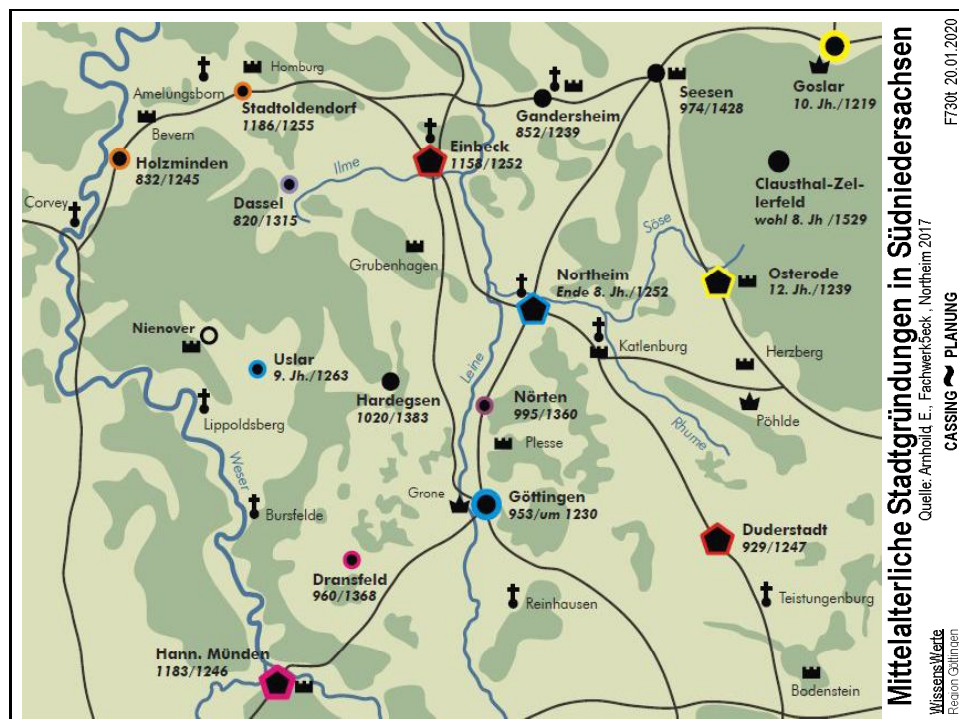 Homburg
Amelungsborn
Stadtoldendorf
1186/1255
Bevern
Holzminden
832/1245
Corvey
Ilme
Dassel
820/1315
Einbeck
1158/1252
Gandersheim
852/1239
Seesen
974/1428
Goslar
10. Jh./1219
Clausthal-Zel-
lerfeld
wohl 8. Jh /1529
Söse
Grubenhagen
Northeim
Ende 8. Jh./1252
Osterode
12. Jh./1239
Nienover
Uslar
9. Jh./1263
Lippoldsberg
Hardegsen
1020/1383
Leine
Nörten
995/1360
Plesse
Katlenburg
Herzberg
Pöhlde
Rhume
Weser
Bursfelde
Grone
Göttingen
953/um 1230
Duderstadt
929/1247
Dransfeld
960/1368
Reinhausen
Teistungenburg
Hann. Münden
1183/1246
Bodenstein
Mittelalterliche Stadtgründungen in Südniedersachsen
Quelle: Arnhoild, E., Fachwerk5eck , Northeim 2017
WissensWerte
Region Göttingen
CASSING ~ PLANUNG
F730t 20.01.2020